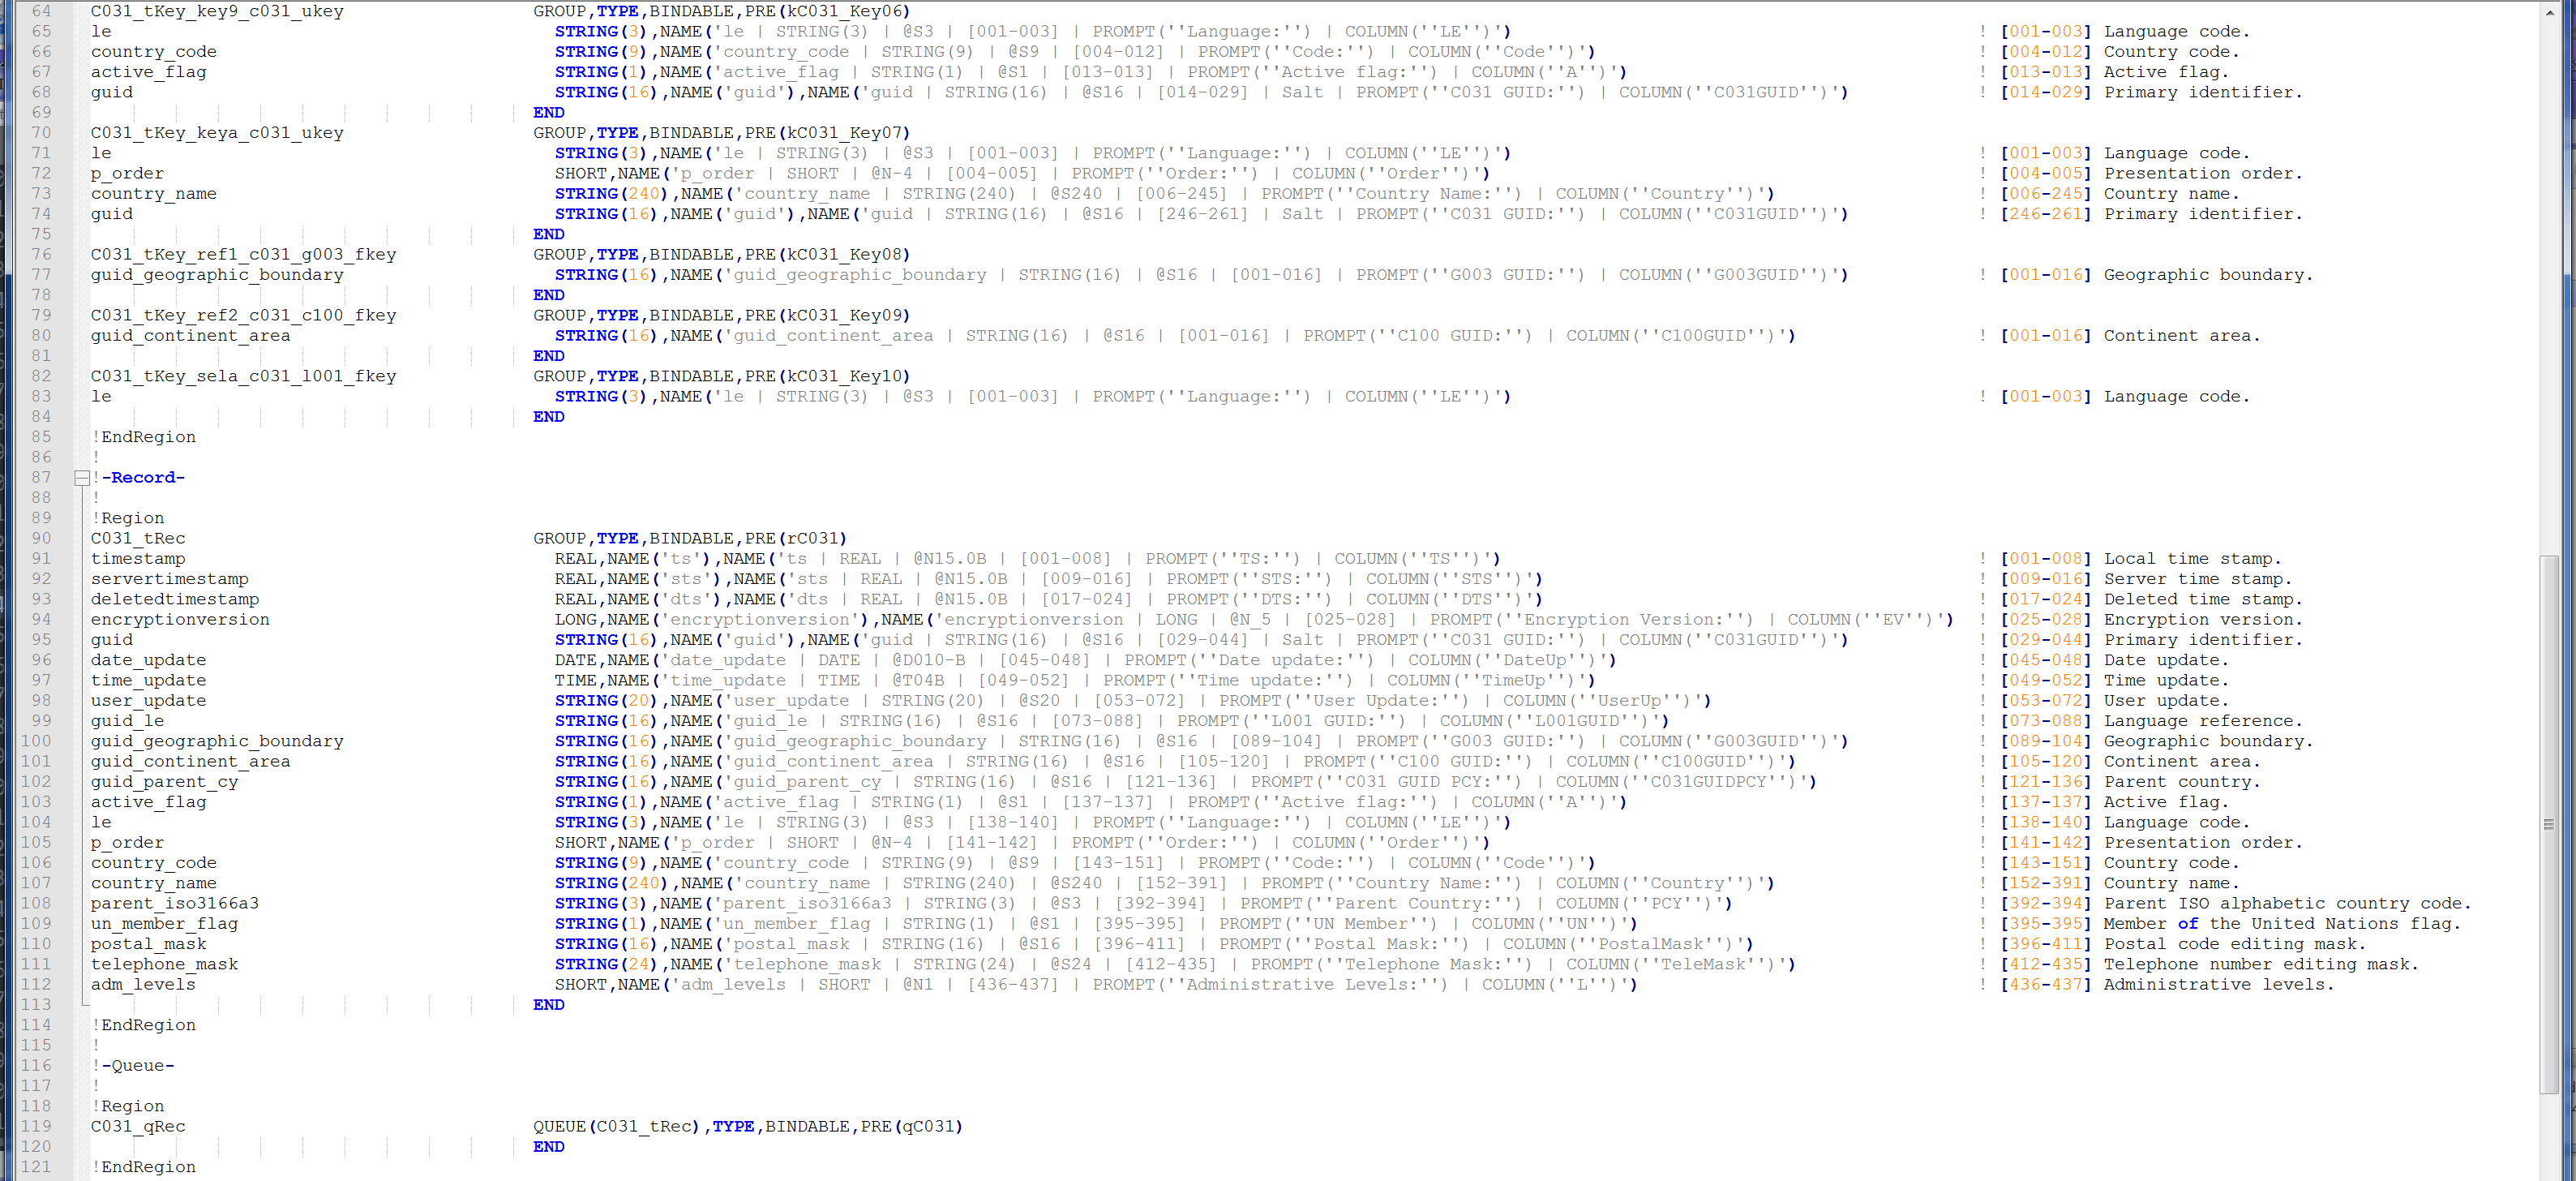 64 C031_tKey_key9_c031_ukey GROUP,TYPE,BINDABLE,PRE(kC031_Key06)
65 le STRING(3),NAME('le | STRING(3) | @S3 | [001-003] | PROMPT(''Language:'') | COLUMN(''LE'')') ! [001-003] Language code.
66 country_code STRING(9),NAME('country_code | STRING(9) | @S9 | [004-012] | PROMPT(''Code:'') | COLUMN(''Code'')') ! [004-012] Country code.
67 active_flag STRING(1),NAME('active_flag | STRING(1) | @S1 | [013-013] | PROMPT(''Active flag:'') | COLUMN(''A'')') ! [013-013] Active flag.
68 guid STRING(16),NAME('guid'),NAME('guid | STRING(16) | @S16 | [014-029] | Salt | PROMPT(''C031 GUID:'') | COLUMN(''C031GUID'')') ! [014-029] Primary identifier.
69 END
70 C031_tKey_keya_c031_ukey GROUP,TYPE,BINDABLE,PRE(kC031_Key07)
71 le STRING(3),NAME('le | STRING(3) | @S3 | [001-003] | PROMPT(''Language:'') | COLUMN(''LE'')') ! [001-003] Language code.
72 p_order SHORT,NAME('p_order | SHORT | @N-4 | [004-005] | PROMPT(''Order:'') | COLUMN(''Order'')') ! [004-005] Presentation order.
73 country_name STRING(240),NAME('country_name | STRING(240) | @S240 | [006-245] | PROMPT(''Country Name:'') | COLUMN(''Country'')') ! [006-245] Country name.
74 guid STRING(16),NAME('guid'),NAME('guid | STRING(16) | @S16 | [246-261] | Salt | PROMPT(''C031 GUID:'') | COLUMN(''C031GUID'')') ! [246-261] Primary identifier.
75 END
76 C031_tKey_ref1_c031_g003_fkey GROUP,TYPE,BINDABLE,PRE(kC031_Key08)
77 guid_geographic_boundary STRING(16),NAME('guid_geographic_boundary | STRING(16) | @S16 | [001-016] | PROMPT(''G003 GUID:'') | COLUMN(''G003GUID'')') ! [001-016] Geographic boundary.
78 END
79 C031_tKey_ref2_c031_c100_fkey GROUP,TYPE,BINDABLE,PRE(kC031_Key09)
80 guid_continent_area STRING(16),NAME('guid_continent_area | STRING(16) | @S16 | [001-016] | PROMPT(''C100 GUID:'') | COLUMN(''C100GUID'')') ! [001-016] Continent area.
81 END
82 C031_tKey_sela_c031_l001_fkey GROUP,TYPE,BINDABLE,PRE(kC031_Key10)
83 le STRING(3),NAME('le | STRING(3) | @S3 | [001-003] | PROMPT(''Language:'') | COLUMN(''LE'')') ! [001-003] Language code.
84 END
85 !EndRegion
86 !
87 !-Record-
88 !
89 !Region
90 C031_tRec GROUP,TYPE,BINDABLE,PRE(rC031)
91 timestamp REAL,NAME('ts'),NAME('ts | REAL | @N15.0B | [001-008] | PROMPT(''TS:'') | COLUMN(''TS'')') ! [001-008] Local time stamp.
92 servertimestamp REAL,NAME('sts'),NAME('sts | REAL | @N15.0B | [009-016] | PROMPT(''STS:'') | COLUMN(''STS'')') ! [009-016] Server time stamp.
93 deletedtimestamp REAL,NAME('dts'),NAME('dts | REAL | @N15.0B | [017-024] | PROMPT(''DTS:'') | COLUMN(''DTS'')') ! [017-024] Deleted time stamp.
94 encryptionversion LONG,NAME('encryptionversion'),NAME('encryptionversion | LONG | @N_5 | [025-028] | PROMPT(''Encryption Version:'') | COLUMN(''EV'')') ! [025-028] Encryption version.
95 guid STRING(16),NAME('guid'),NAME('guid | STRING(16) | @S16 | [029-044] | Salt | PROMPT(''C031 GUID:'') | COLUMN(''C031GUID'')') ! [029-044] Primary identifier.
96 date_update DATE,NAME('date_update | DATE | @D010-B | [045-048] | PROMPT(''Date update:'') | COLUMN(''DateUp'')') ! [045-048] Date update.
97 time_update TIME,NAME('time_update | TIME | @T04B | [049-052] | PROMPT(''Time update:'') | COLUMN(''TimeUp'')') ! [049-052] Time update.
98 user_update STRING(20),NAME('user_update | STRING(20) | @S20 | [053-072] | PROMPT(''User Update:'') | COLUMN(''UserUp'')') ! [053-072] User update.
99 guid_le STRING(16),NAME('guid_le | STRING(16) | @S16 | [073-088] | PROMPT(''L001 GUID:'') | COLUMN(''L001GUID'')') ! [073-088] Language reference.
100 guid_geographic_boundary STRING(16),NAME('guid_geographic_boundary | STRING(16) | @S16 | [089-104] | PROMPT(''G003 GUID:'') | COLUMN(''G003GUID'')') ! [089-104] Geographic boundary.
101 guid_continent_area STRING(16),NAME('guid_continent_area | STRING(16) | @S16 | [105-120] | PROMPT(''C100 GUID:'') | COLUMN(''C100GUID'')') ! [105-120] Continent area.
102 guid_parent_cy STRING(16),NAME('guid_parent_cy | STRING(16) | @S16 | [121-136] | PROMPT(''C031 GUID PCY:'') | COLUMN(''C031GUIDPCY'')') ! [121-136] Parent country.
103 active_flag STRING(1),NAME('active_flag | STRING(1) | @S1 | [137-137] | PROMPT(''Active flag:'') | COLUMN(''A'')') ! [137-137] Active flag.
104 le STRING(3),NAME('le | STRING(3) | @S3 | [138-140] | PROMPT(''Language:'') | COLUMN(''LE'')') ! [138-140] Language code.
105 p_order SHORT,NAME('p_order | SHORT | @N-4 | [141-142] | PROMPT(''Order:'') | COLUMN(''Order'')') ! [141-142] Presentation order.
106 country_code STRING(9),NAME('country_code | STRING(9) | @S9 | [143-151] | PROMPT(''Code:'') | COLUMN(''Code'')') ! [143-151] Country code.
107 country_name STRING(240),NAME('country_name | STRING(240) | @S240 | [152-391] | PROMPT(''Country Name:'') | COLUMN(''Country'')') ! [152-391] Country name.
108 parent_iso3166a3 STRING(3),NAME('parent_iso3166a3 | STRING(3) | @S3 | [392-394] | PROMPT(''Parent Country:'') | COLUMN(''PCY'')') ! [392-394] Parent ISO alphabetic country code.
109 un_member_flag STRING(1),NAME('un_member_flag | STRING(1) | @S1 | [395-395] | PROMPT(''UN Member'') | COLUMN(''UN'')') ! [395-395] Member of the United Nations flag.
110 postal_mask STRING(16),NAME('postal_mask | STRING(16) | @S16 | [396-411] | PROMPT(''Postal Mask:'') | COLUMN(''PostalMask'')') ! [396-411] Postal code editing mask.
111 telephone_mask STRING(24),NAME('telephone_mask | STRING(24) | @S24 | [412-435] | PROMPT(''Telephone Mask:'') | COLUMN(''TeleMask'')') ! [412-435] Telephone number editing mask.
112 adm_levels SHORT,NAME('adm_levels | SHORT | @N1 | [436-437] | PROMPT(''Administrative Levels:'') | COLUMN(''L'')') ! [436-437] Administrative levels.
113 END
114 !EndRegion
115 !
116 !-Queue-
117 !
118 !Region
119 C031_qRec QUEUE(C031_tRec),TYPE,BINDABLE,PRE(qC031)
120 END
121 !EndRegion